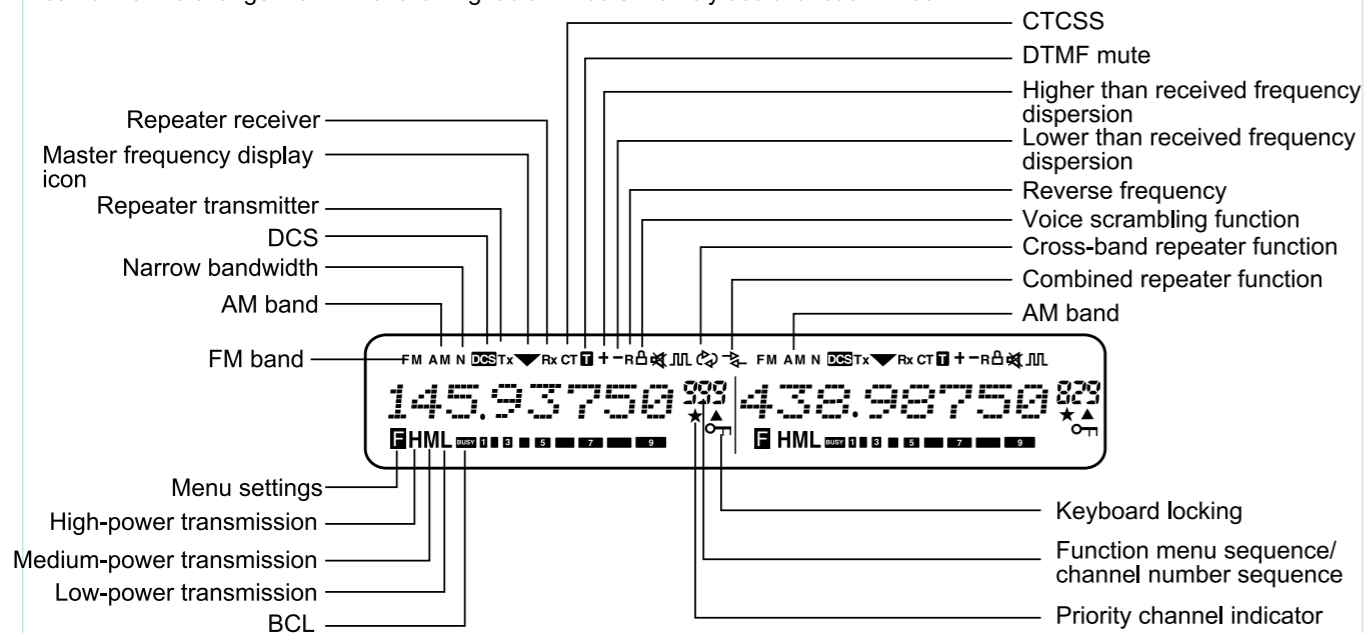 CTCSS
DTMF mute
Higher than received frequency
dispersion
Lower than received frequency
dispersion
Reverse frequency
Voice scrambling function
Cross-band repeater function
Combined repeater function
AM band
Repeater receiver
Master frequency display
icon
Repeater transmitter
DCS
Narrow bandwidth
AM band
FM band
FM AM N DCS Tx Rx CT T + - R
FM AM N DCS Tx Rx CT T + - R
145.93750 999
438.98750 829
F HML BUSY 1 3 5 7 9
F HML BUSY 1 3 5 7 9
Menu settings
High-power transmission
Medium-power transmission
Low-power transmission
BCL
Keyboard locking
Function menu sequence/
channel number sequence
Priority channel indicator